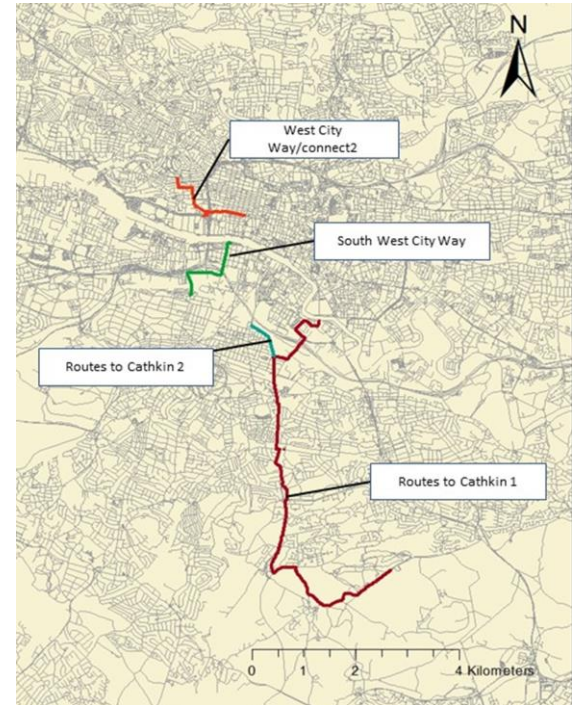 N
West City
Way/connect2
South West City Way
Routes to Cathkin 2
Routes to Cathkin 1
0 1 2 4 Kilometers